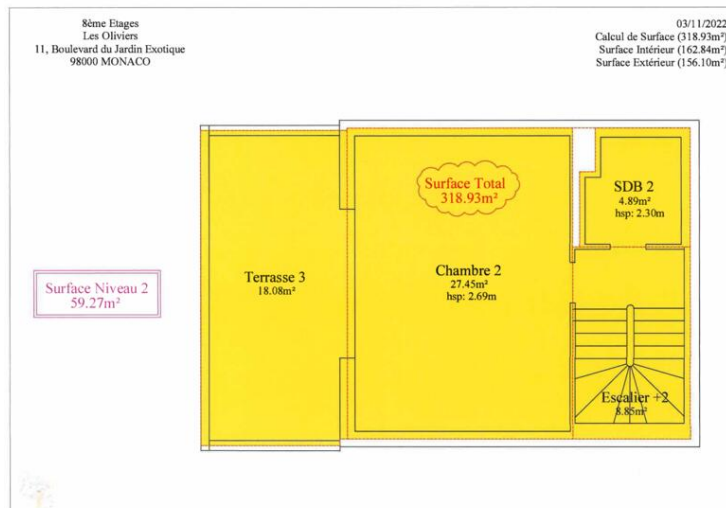 8ème Etages
Les Oliviers
11, Boulevard du Jardin Exotique
98000 MONACO
03/11/2022
Calcul de Surface (318.93m²)
Surface Intérieur (162.84m²)
Surface Extérieur (156.10m²)
Surface Total
318.93m²
SDB 2
4.89m²
hsp: 2.30m
Terrasse 3
18.08m²
Chambre 2
27.45m²
hsp: 2.69m
Surface Niveau 2
59.27m²
Escalier +2
8.85m²